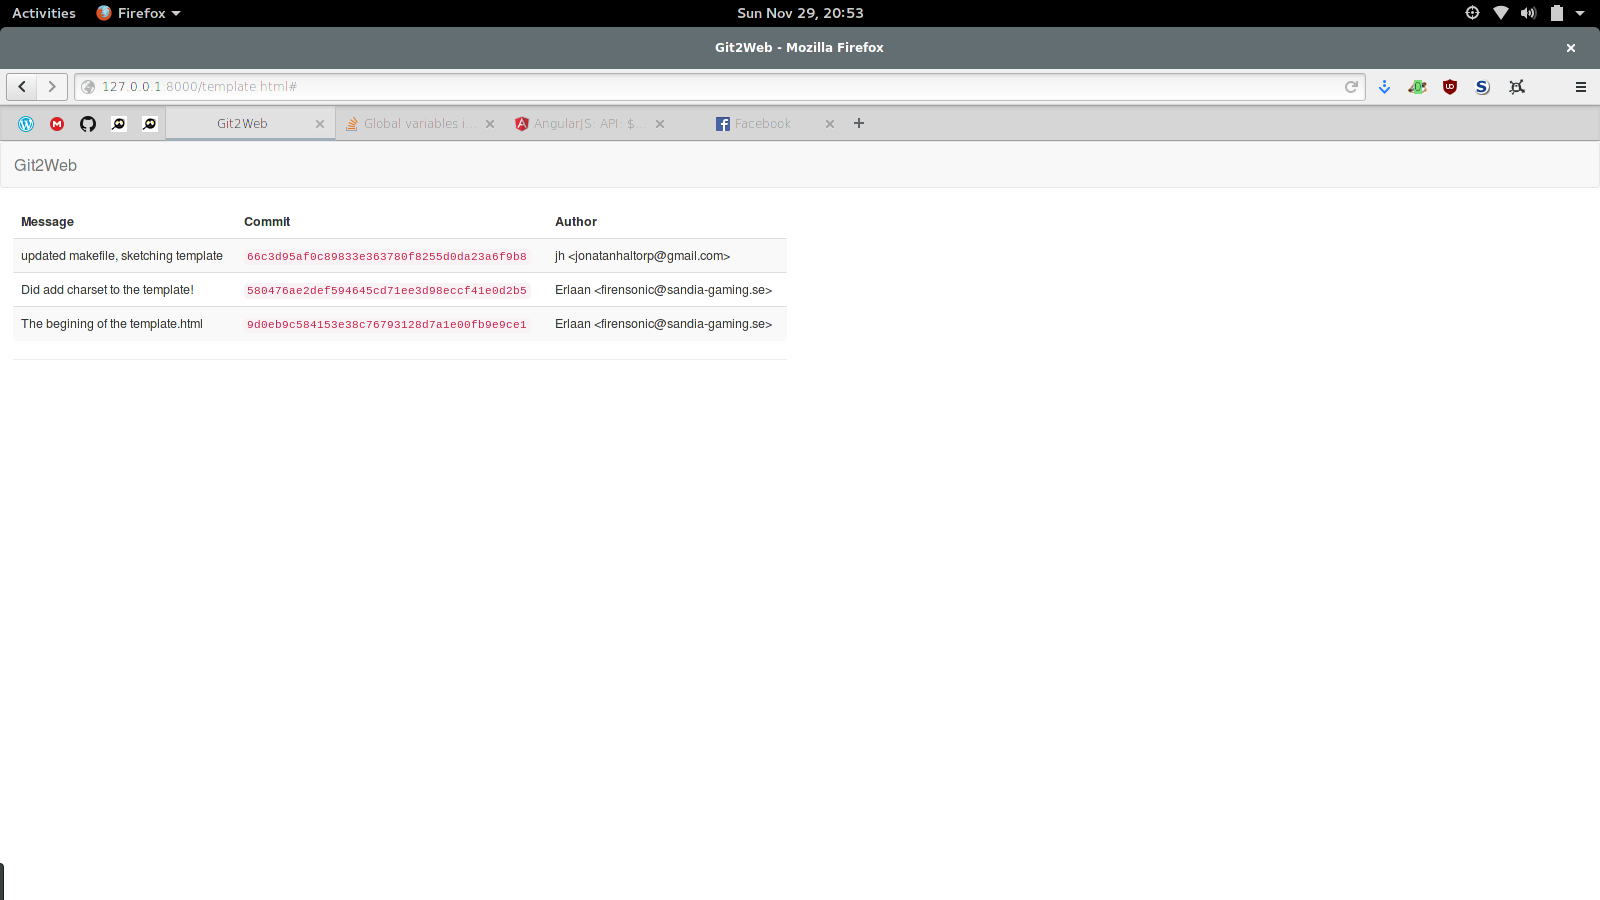 Activities Firefox Sun Nov 29, 20:53
Git2Web - Mozilla Firefox
127.0.0.1:8000/template.html#
Git2Web Global variables i... AngularJS: API: $... Facebook
Git2Web
Message Commit Author
updated makefile, sketching template 66c3d95af0c89833e363780f8255d0da23a6f9b8 jh <jonatanhaltorp@gmail.com>
Did add charset to the template! 580476ae2def594645cd71ee3d98eccf41e0d2b5 Erlaan <firensonic@sandia-gaming.se>
The begining of the template.html 9d0eb9c584153e38c76793128d7a1e00fb9e9ce1 Erlaan <firensonic@sandia-gaming.se>